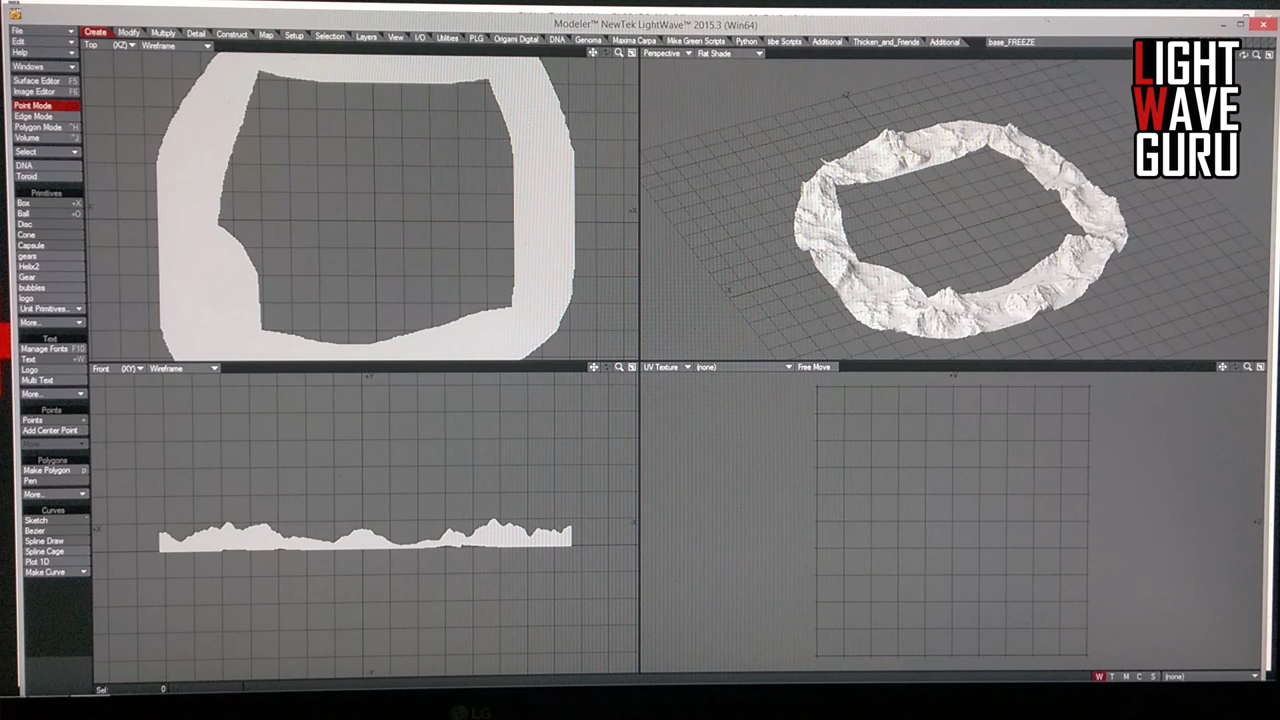 Modeler™ NewTek LightWave™ 2015.3 (Win64)
File
Edit
Help
Windows
Surface Editor F5
Image Editor F6
Point Mode
Edge Mode
Polygon Mode ^H
Volume ^J
Select
DNA
Toroid
Primitives
Box +X
Ball +O
Disc
Cone
Capsule
gears
Helix2
Gear
bubbles
logo
Unit Primitives...
More...
Text
Manage Fonts F10
Text +W
Logo
Multi Text
More...
Points
Points +
Add Center Point
More...
Polygons
Make Polygon p
Pen
More...
Curves
Sketch
Bezier
Spline Draw
Spline Cage
Plot 1D
Make Curve
Create Modify Multiply Detail Construct Map Setup Selection Layers View I/O Utilities PLG Origami Digital DNA Genoma Maxima Carpa Mike Green Scripts Python Additional Thicken_and_Friends Additional base_FREEZE
Top (XZ) Wireframe
Perspective Flat Shade
LIGHT
WAVE
GURU
Front (XY) Wireframe
UV Texture (none) Free Move
Sel: 0
W T M C S (none)
LG